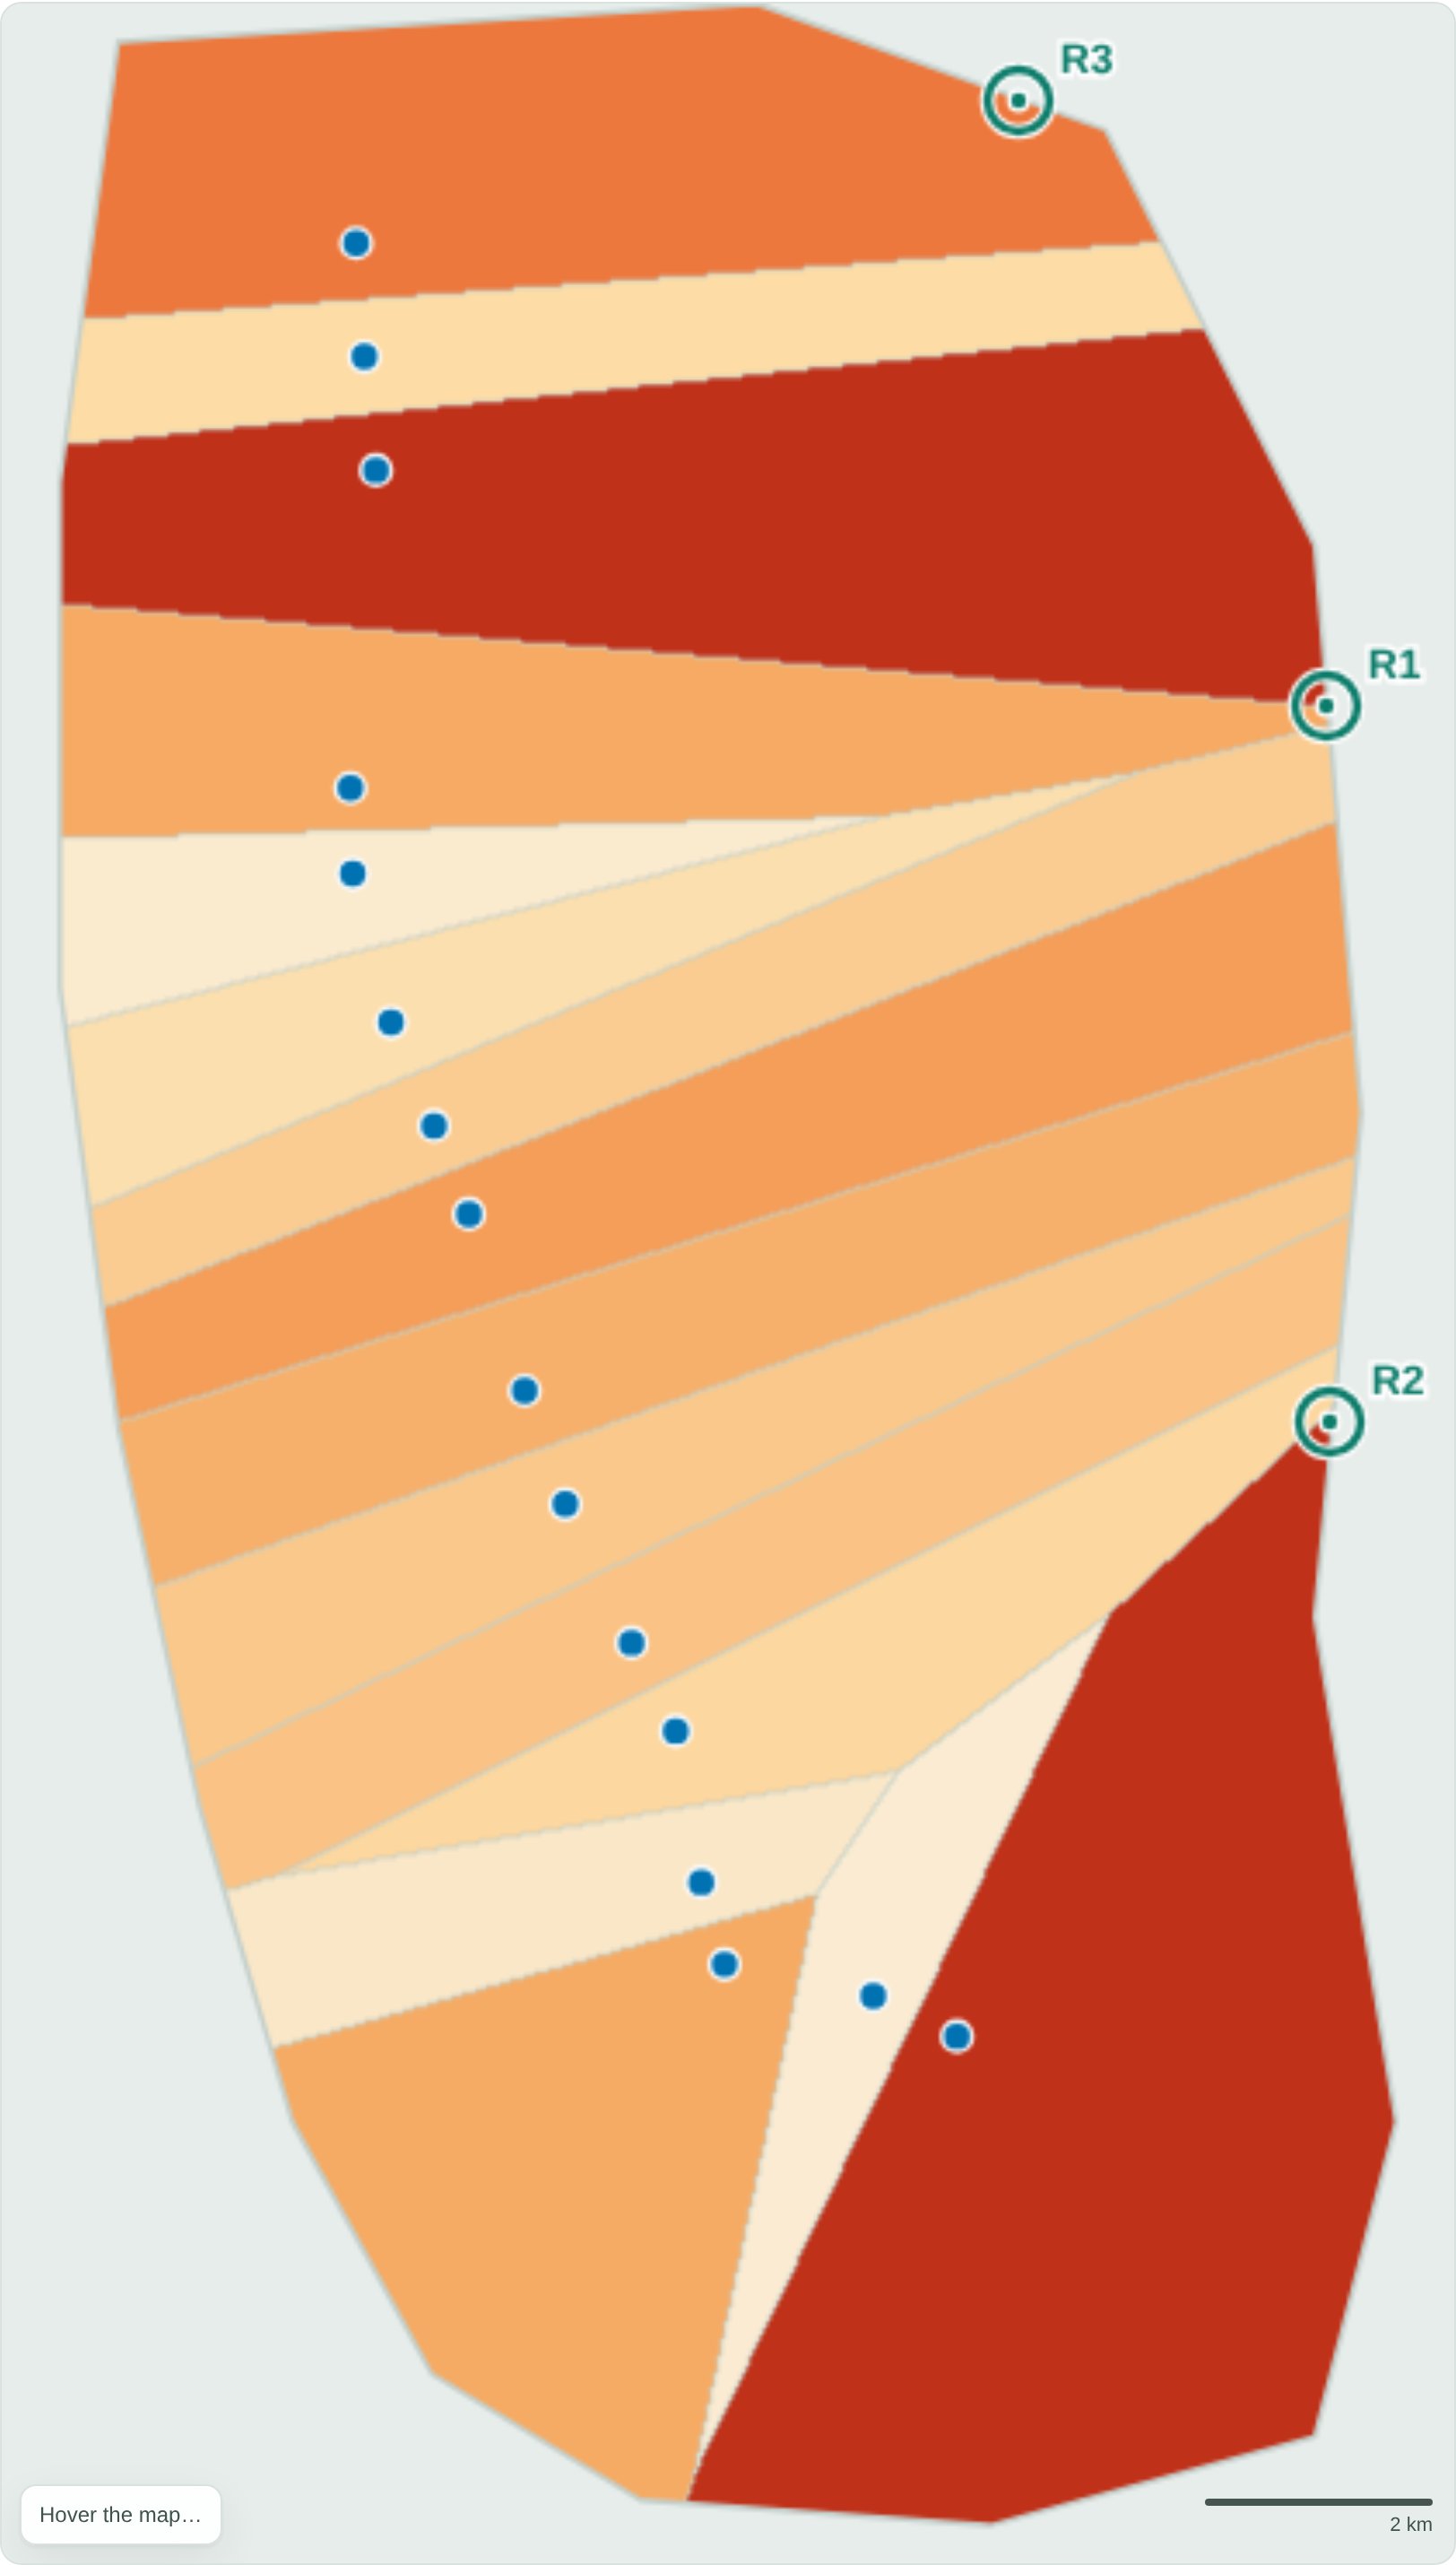 R3
R1
R2
Hover the map…
2 km